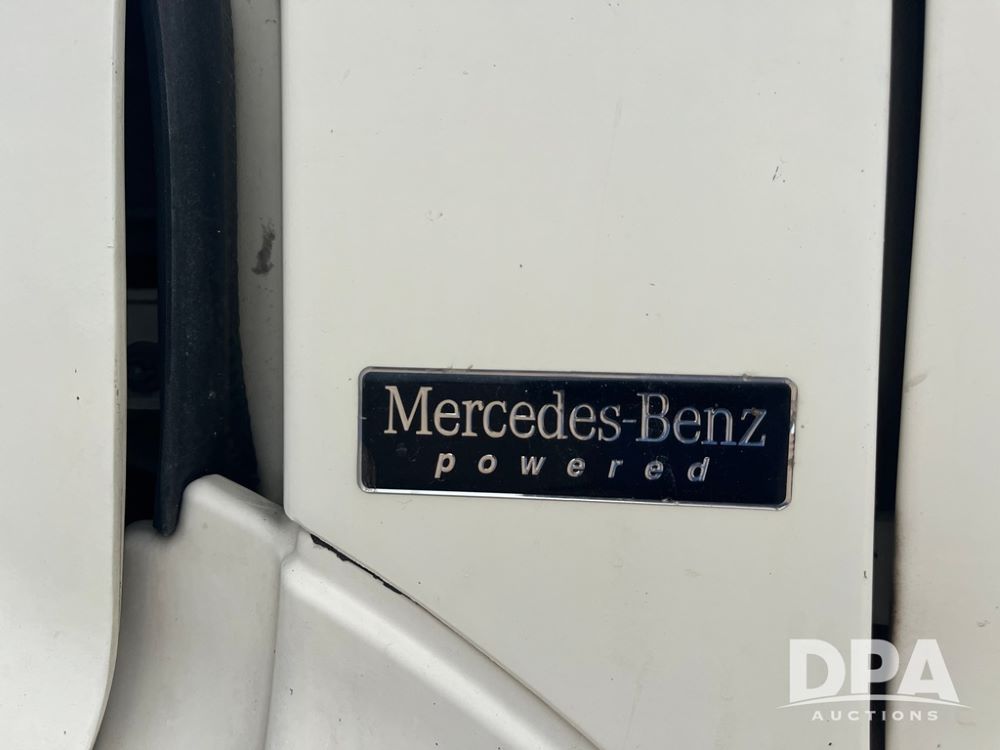 Mercedes-Benz
powered
DPA
AUCTIONS